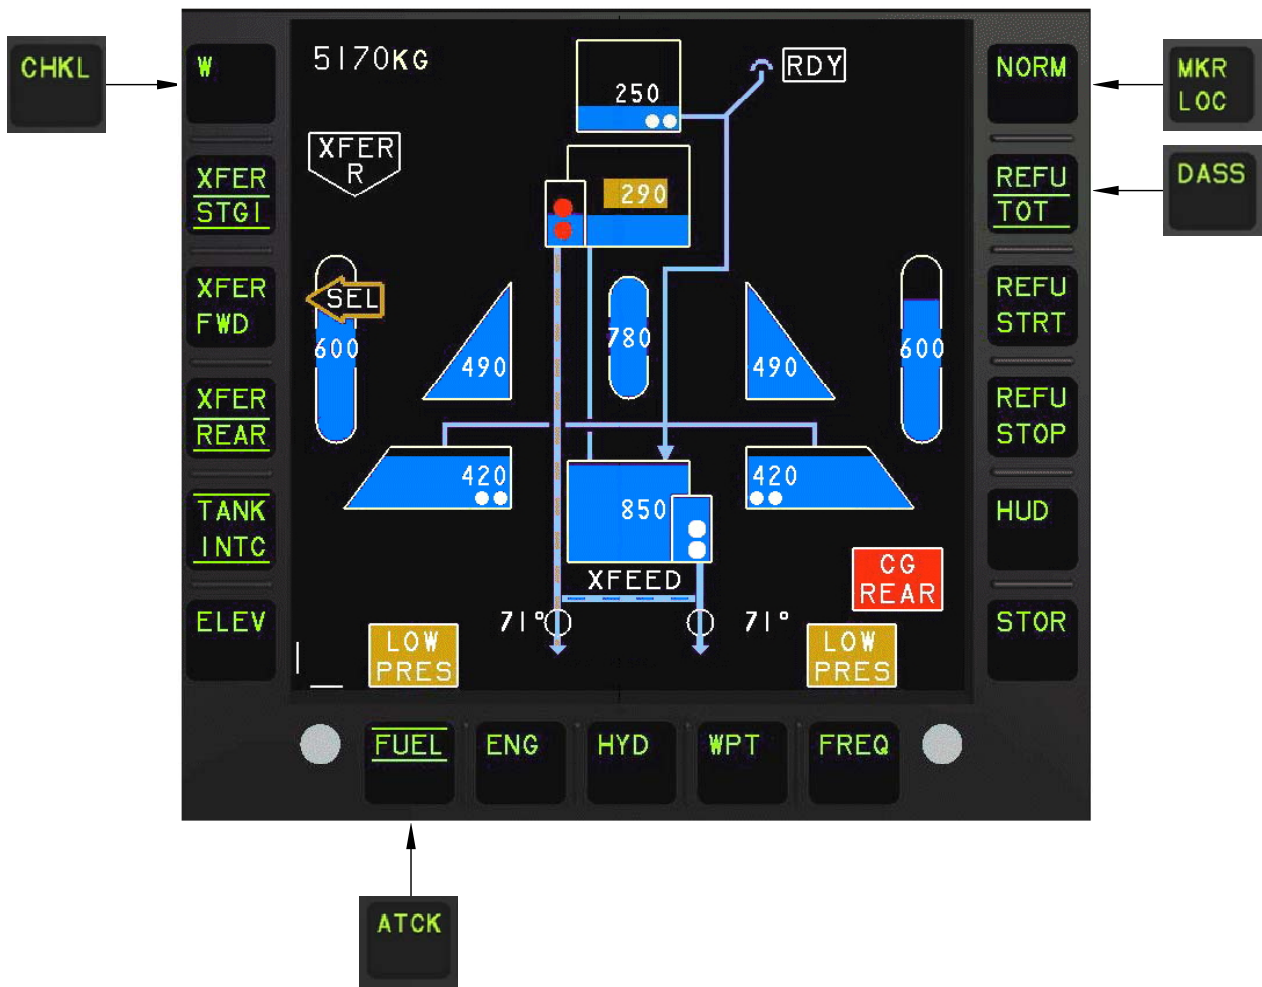 CHKL
W
5170KG
250
RDY
NORM
MKR
LOC
XFER
STG1
XFER
R
290
REFU
TOT
DASS
XFER
FWD
SEL
600
490
780
490
600
REFU
STRT
XFER
REAR
420
420
REFU
STOP
TANK
INTC
850
HUD
XFEED
CG
REAR
ELEV
71°
71°
STOR
LOW
PRES
LOW
PRES
FUEL
ENG
HYD
WPT
FREQ
ATCK